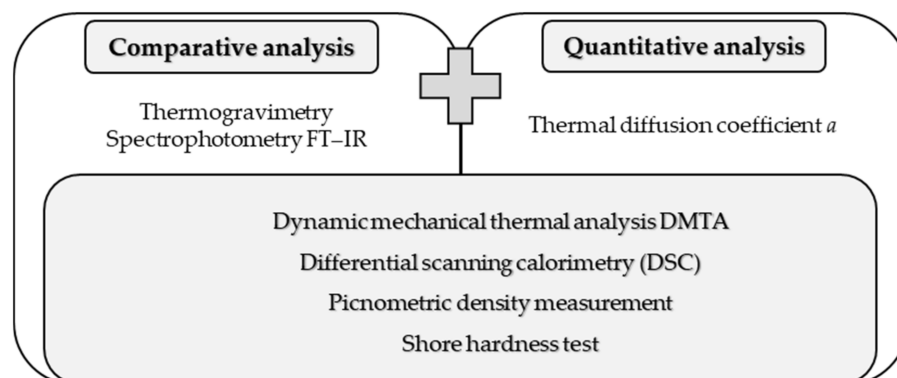 Comparative analysis
Quantitative analysis
Thermogravimetry
Spectrophotometry FT–IR
Thermal diffusion coefficient a
Dynamic mechanical thermal analysis DMTA
Differential scanning calorimetry (DSC)
Picnometric density measurement
Shore hardness test